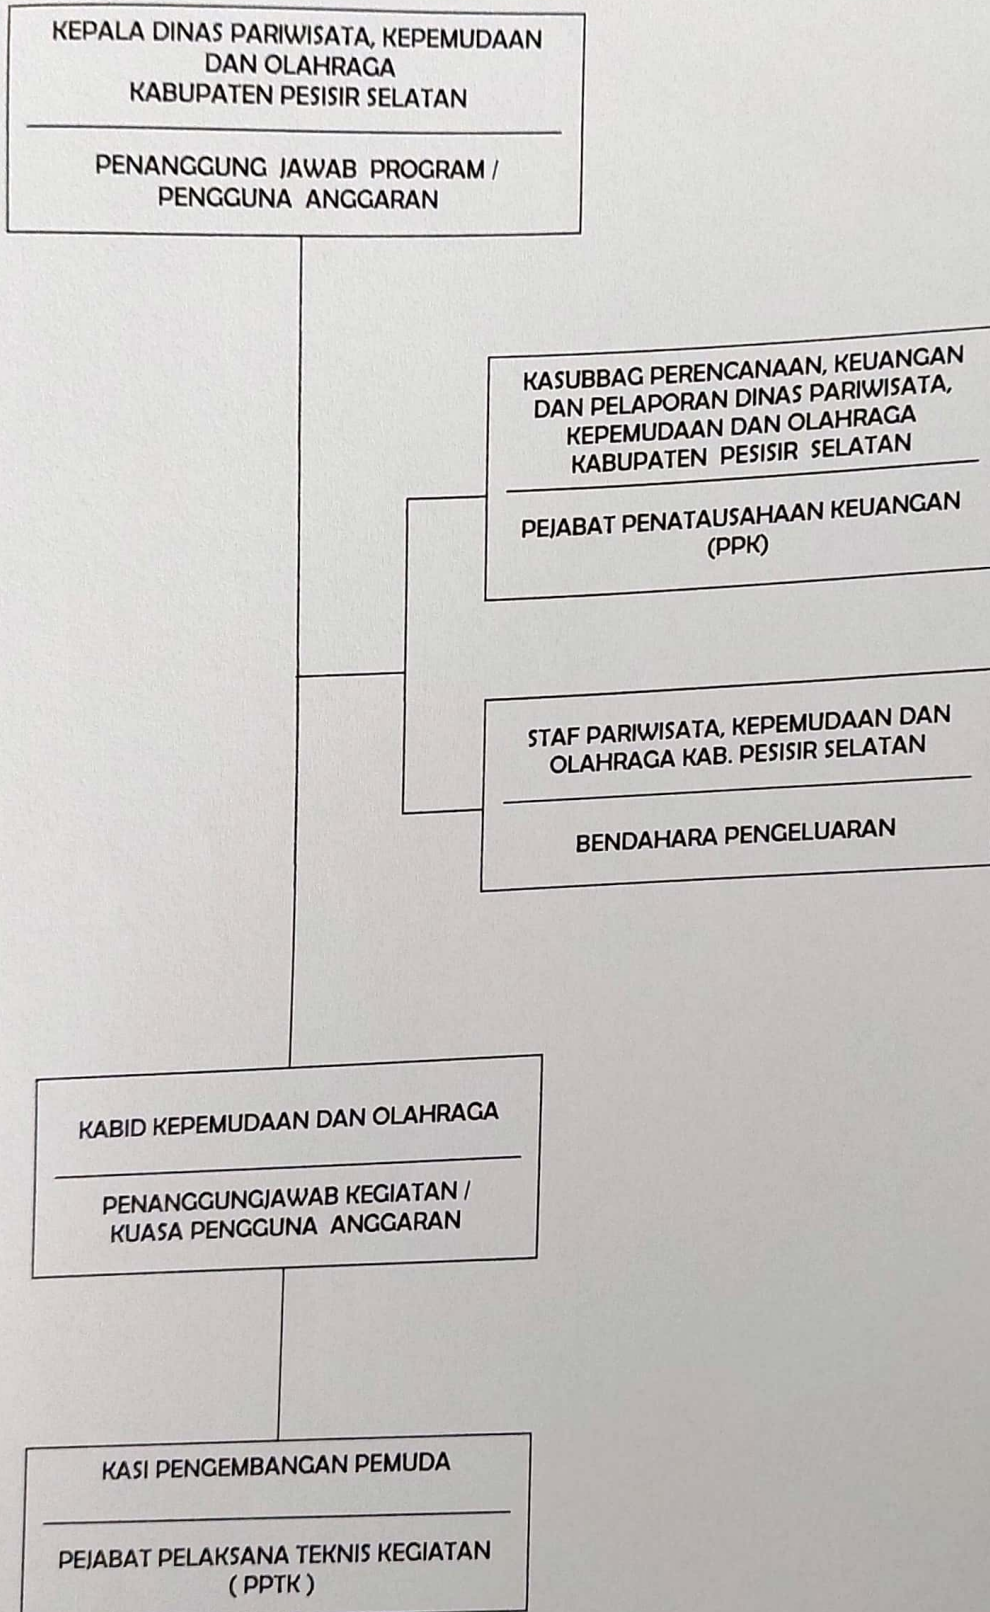 KEPALA DINAS PARIWISATA, KEPEMUDAAN
DAN OLAHRAGA
KABUPATEN PESISIR SELATAN
PENANGGUNG JAWAB PROGRAM /
PENGGUNA ANGGARAN
KASUBBAG PERENCANAAN, KEUANGAN
DAN PELAPORAN DINAS PARIWISATA,
KEPEMUDAAN DAN OLAHRAGA
KABUPATEN PESISIR SELATAN
PEJABAT PENATAUSAHAAN KEUANGAN
(PPK)
STAF PARIWISATA, KEPEMUDAAN DAN
OLAHRAGA KAB. PESISIR SELATAN
BENDAHARA PENGELUARAN
KABID KEPEMUDAAN DAN OLAHRAGA
PENANGGUNGJAWAB KEGIATAN /
KUASA PENGGUNA ANGGARAN
KASI PENGEMBANGAN PEMUDA
PEJABAT PELAKSANA TEKNIS KEGIATAN
( PPTK )